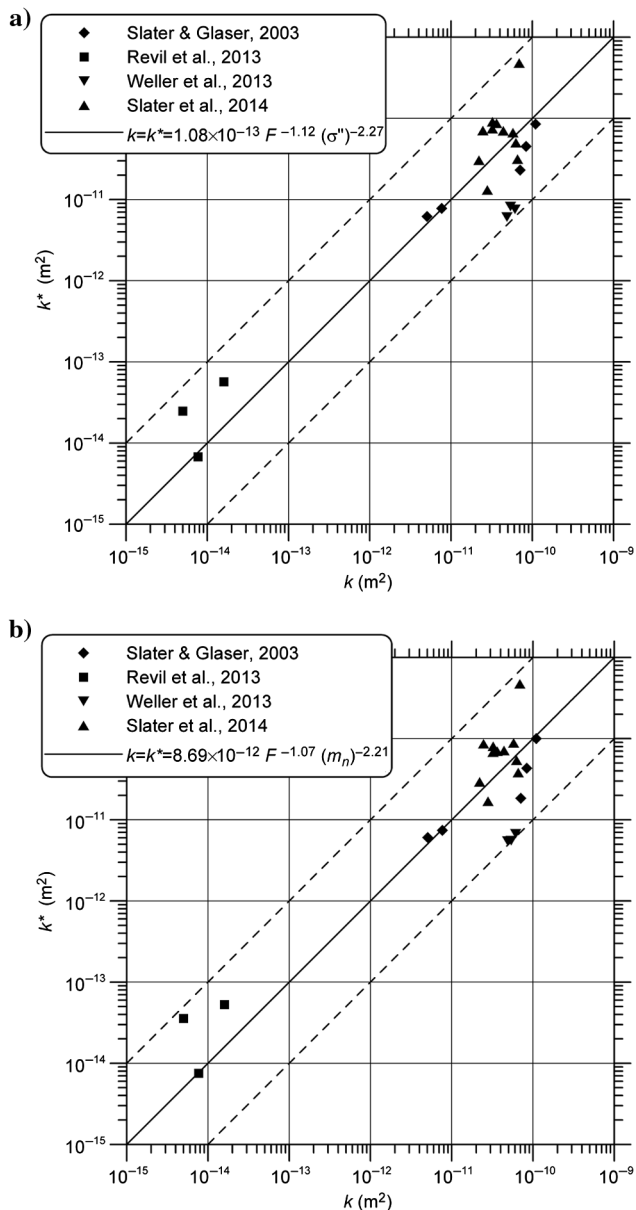 a)
Slater & Glaser, 2003
Revil et al., 2013
Weller et al., 2013
Slater et al., 2014
k=k*=1.08×10⁻¹³ F ⁻¹·¹² (σ")⁻²·²⁷
10⁻¹¹
10⁻¹²
10⁻¹³
10⁻¹⁴
10⁻¹⁵
k* (m²)
10⁻¹⁵ 10⁻¹⁴ 10⁻¹³ 10⁻¹² 10⁻¹¹ 10⁻¹⁰ 10⁻⁹
k (m²)
b)
Slater & Glaser, 2003
Revil et al., 2013
Weller et al., 2013
Slater et al., 2014
k=k*=8.69×10⁻¹² F ⁻¹·⁰⁷ (mₙ)⁻²·²¹
10⁻¹¹
10⁻¹²
10⁻¹³
10⁻¹⁴
10⁻¹⁵
k* (m²)
10⁻¹⁵ 10⁻¹⁴ 10⁻¹³ 10⁻¹² 10⁻¹¹ 10⁻¹⁰ 10⁻⁹
k (m²)